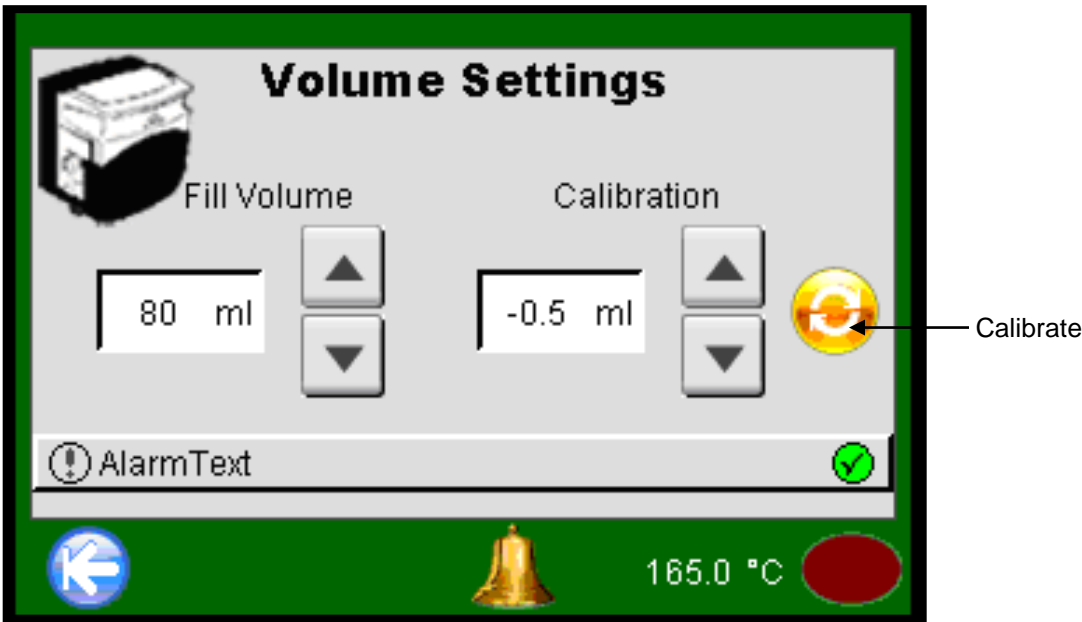 Volume Settings
Fill Volume
Calibration
80 ml
-0.5 ml
Calibrate
AlarmText
165.0 °C